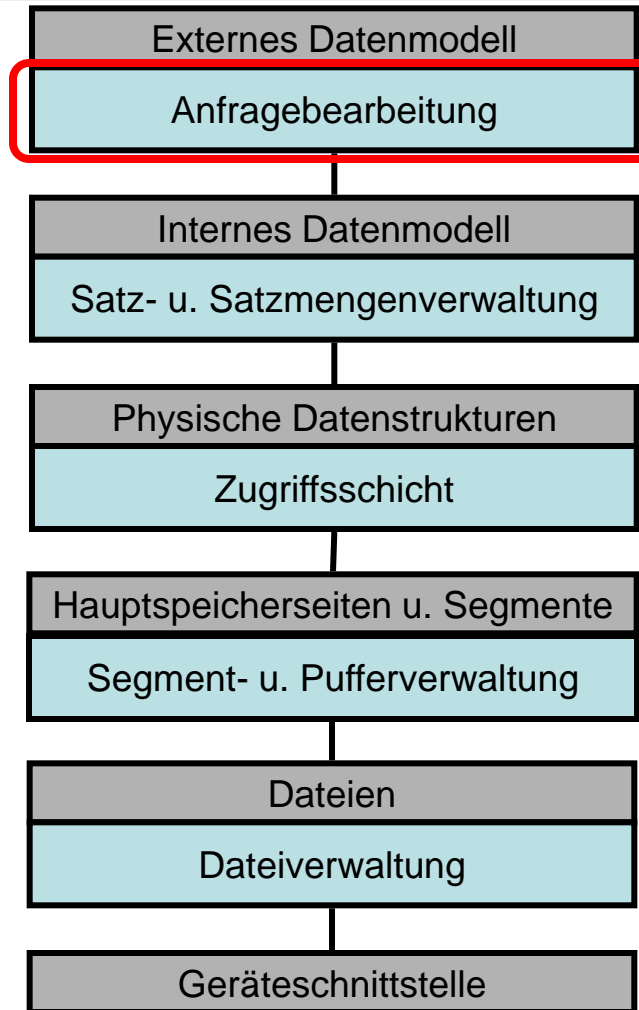 Externes Datenmodell
Anfragebearbeitung
Internes Datenmodell
Satz- u. Satzmengenverwaltung
Physische Datenstrukturen
Zugriffsschicht
Hauptspeicherseiten u. Segmente
Segment- u. Pufferverwaltung
Dateien
Dateiverwaltung
Geräteschnittstelle